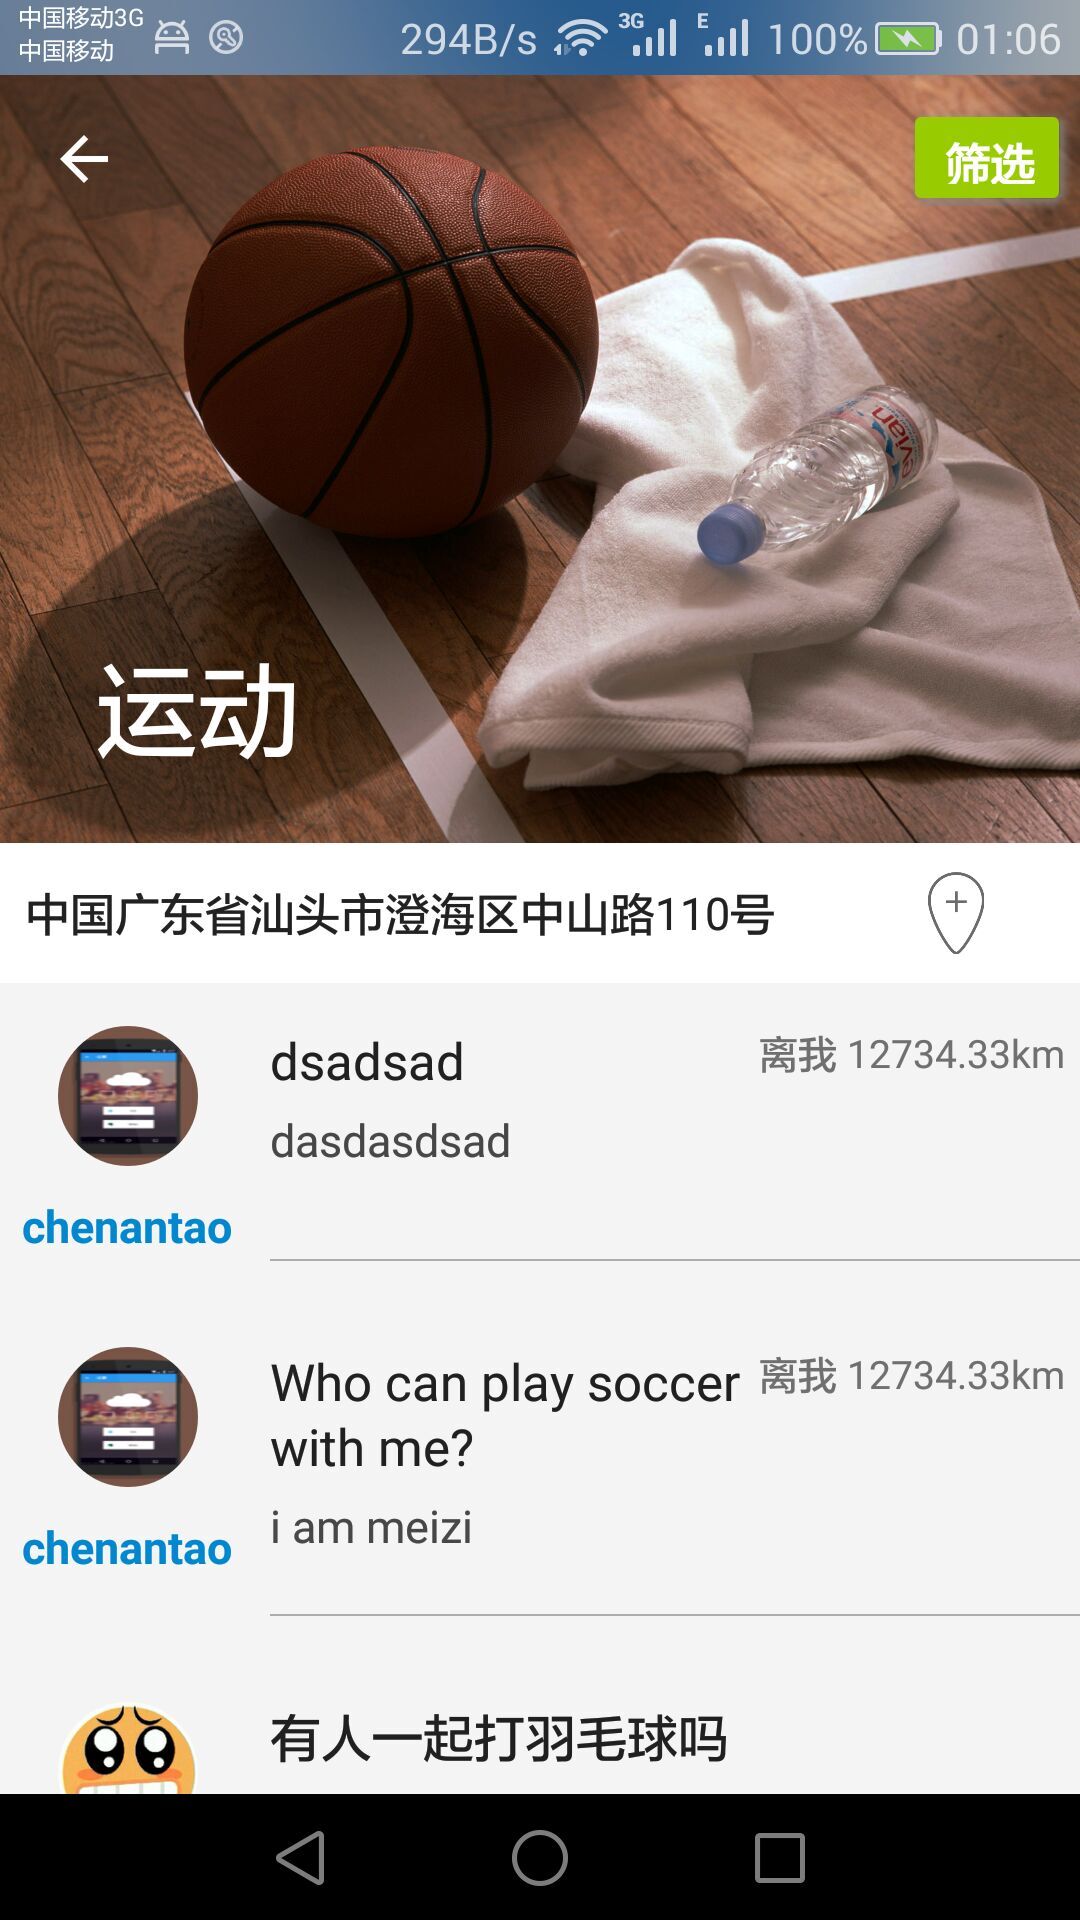 中国移动3G
中国移动
294B/s 3G E 100% 01:06
筛选
evian
运动
中国广东省汕头市澄海区中山路110号
dsadsad
离我 12734.33km
dasdasdsad
chenantao
Who can play soccer
with me?
离我 12734.33km
i am meizi
chenantao
有人一起打羽毛球吗